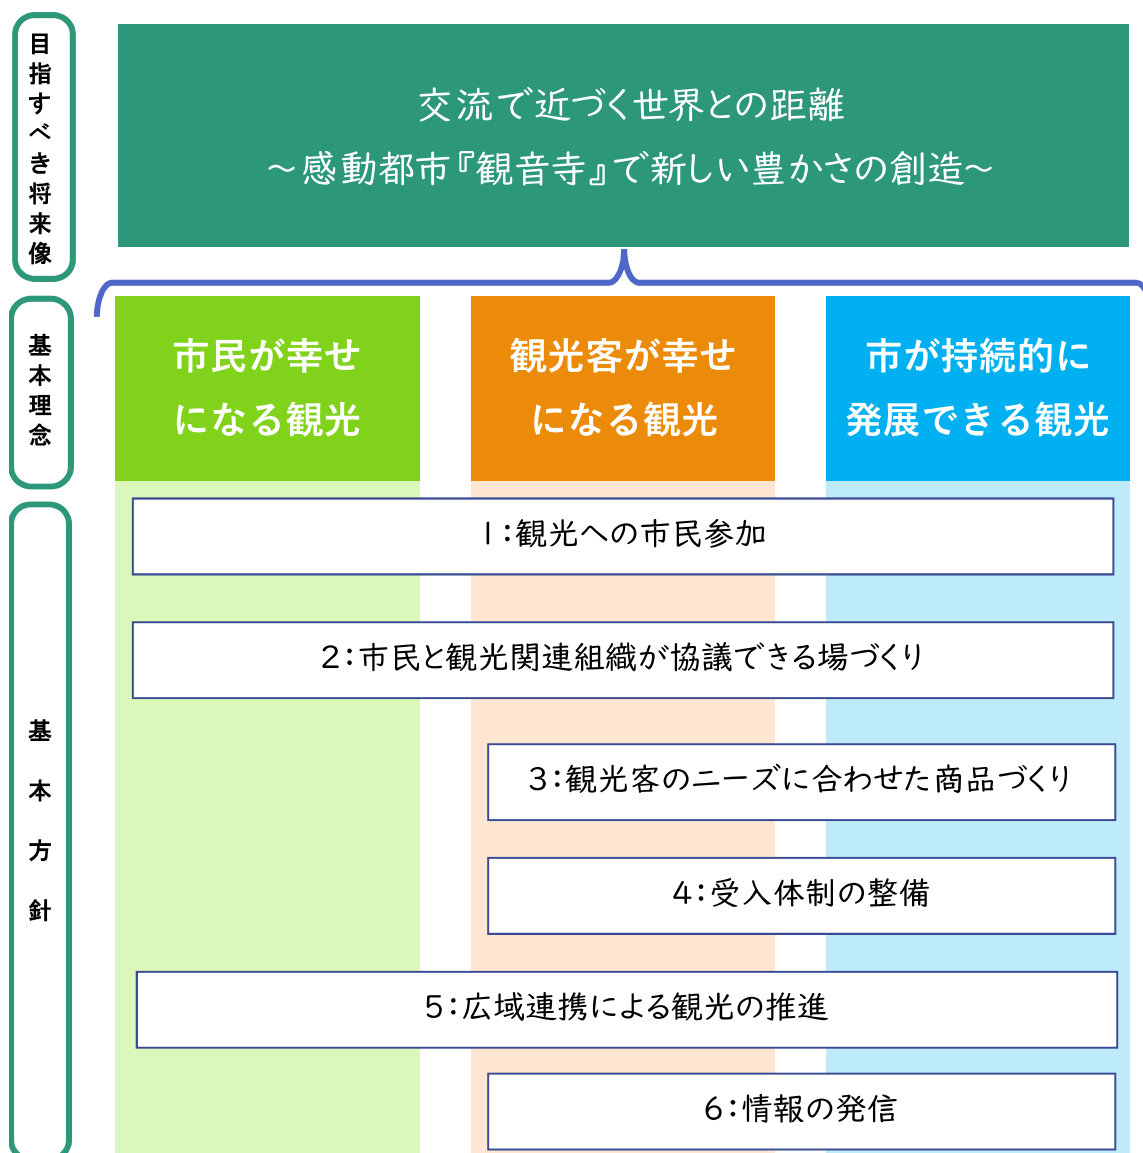 目指すべき将来像
交流で近づく世界との距離
～感動都市『観音寺』で新しい豊かさの創造～
基本理念
市民が幸せ
になる観光
観光客が幸せ
になる観光
市が持続的に
発展できる観光
基本方針
1：観光への市民参加
2：市民と観光関連組織が協議できる場づくり
3：観光客のニーズに合わせた商品づくり
4：受入体制の整備
5：広域連携による観光の推進
6：情報の発信